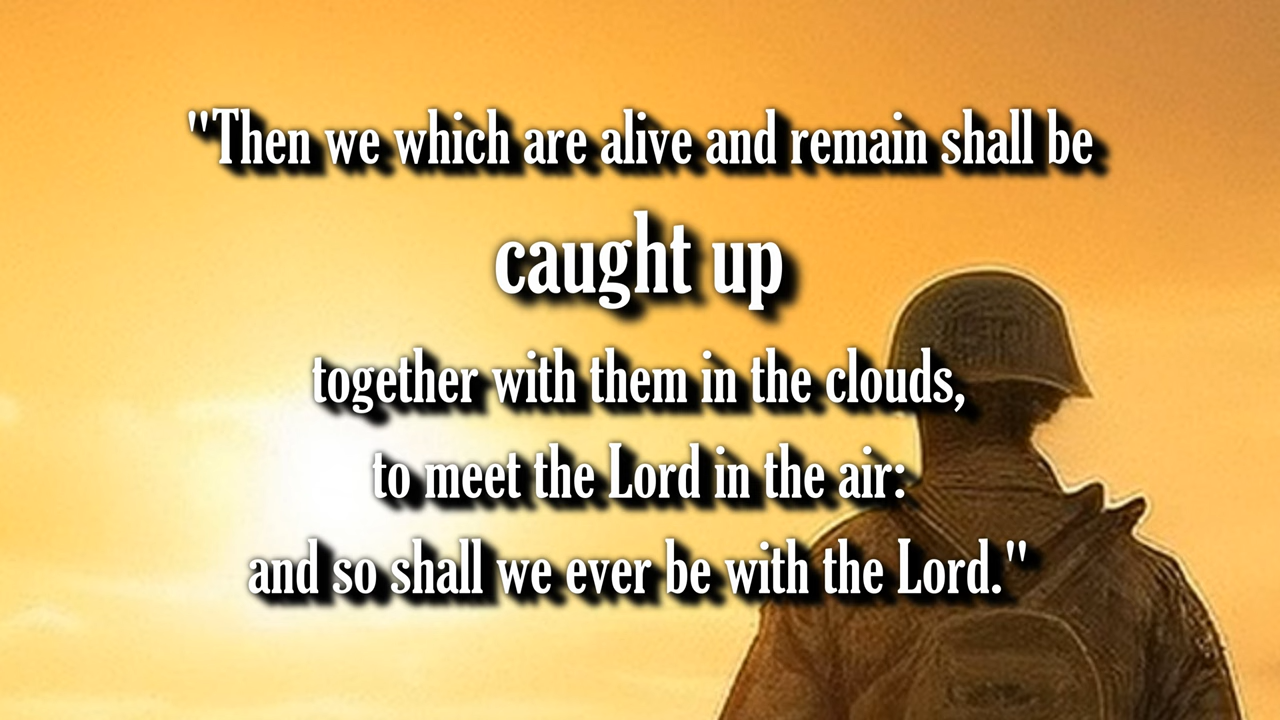 "Then we which are alive and remain shall be
caught up
together with them in the clouds,
to meet the Lord in the air:
and so shall we ever be with the Lord."